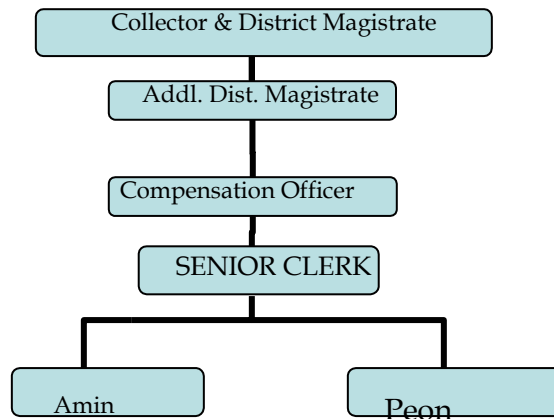 Collector & District Magistrate
Addl. Dist. Magistrate
Compensation Officer
SENIOR CLERK
Amin
Peon